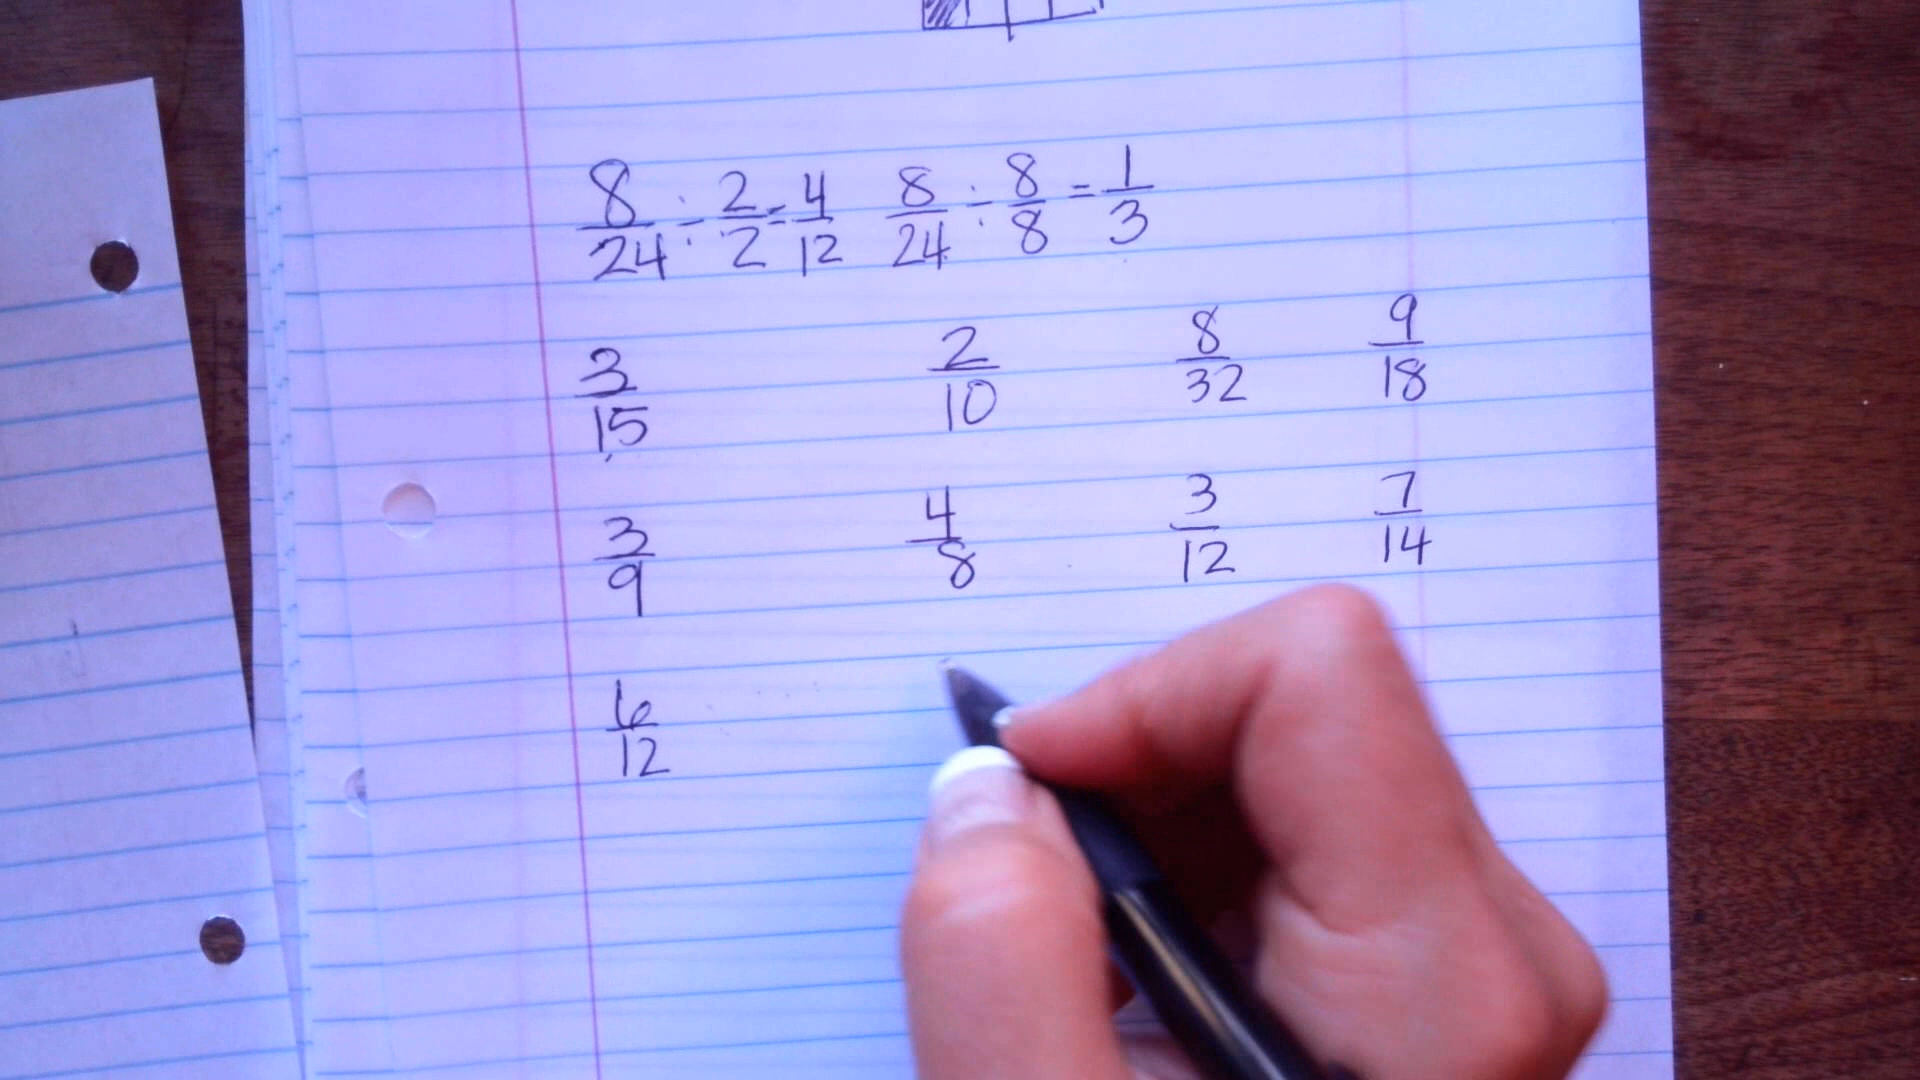 8/24 ÷ 2/2 = 4/12 8/24 ÷ 8/8 = 1/3
3/15 2/10 8/32 9/18
3/9 4/8 3/12 7/14
6/12